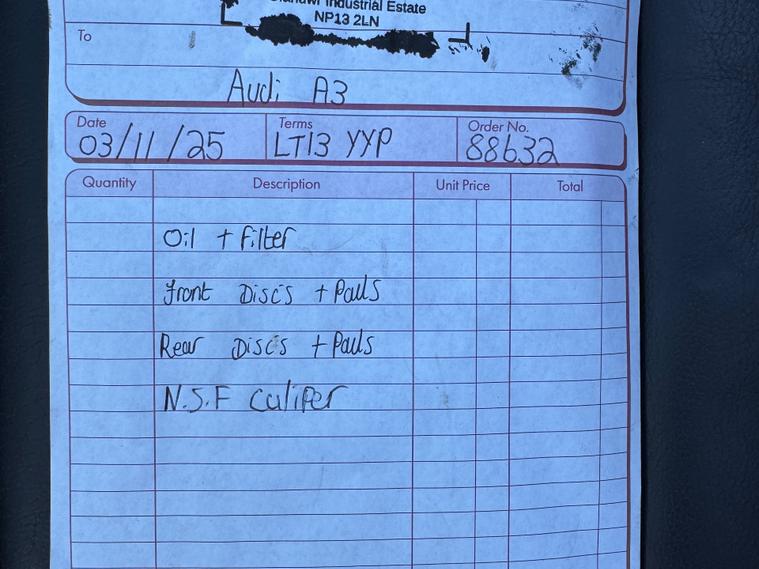 Industrial Estate
NP13 2LN
To
Audi A3
Date
03/11/25
Terms
LT13 YYP
Order No.
88632
Quantity Description Unit Price Total
Oil + filter
front Discs + Pads
Rear Discs + Pads
N.S.F Caliper